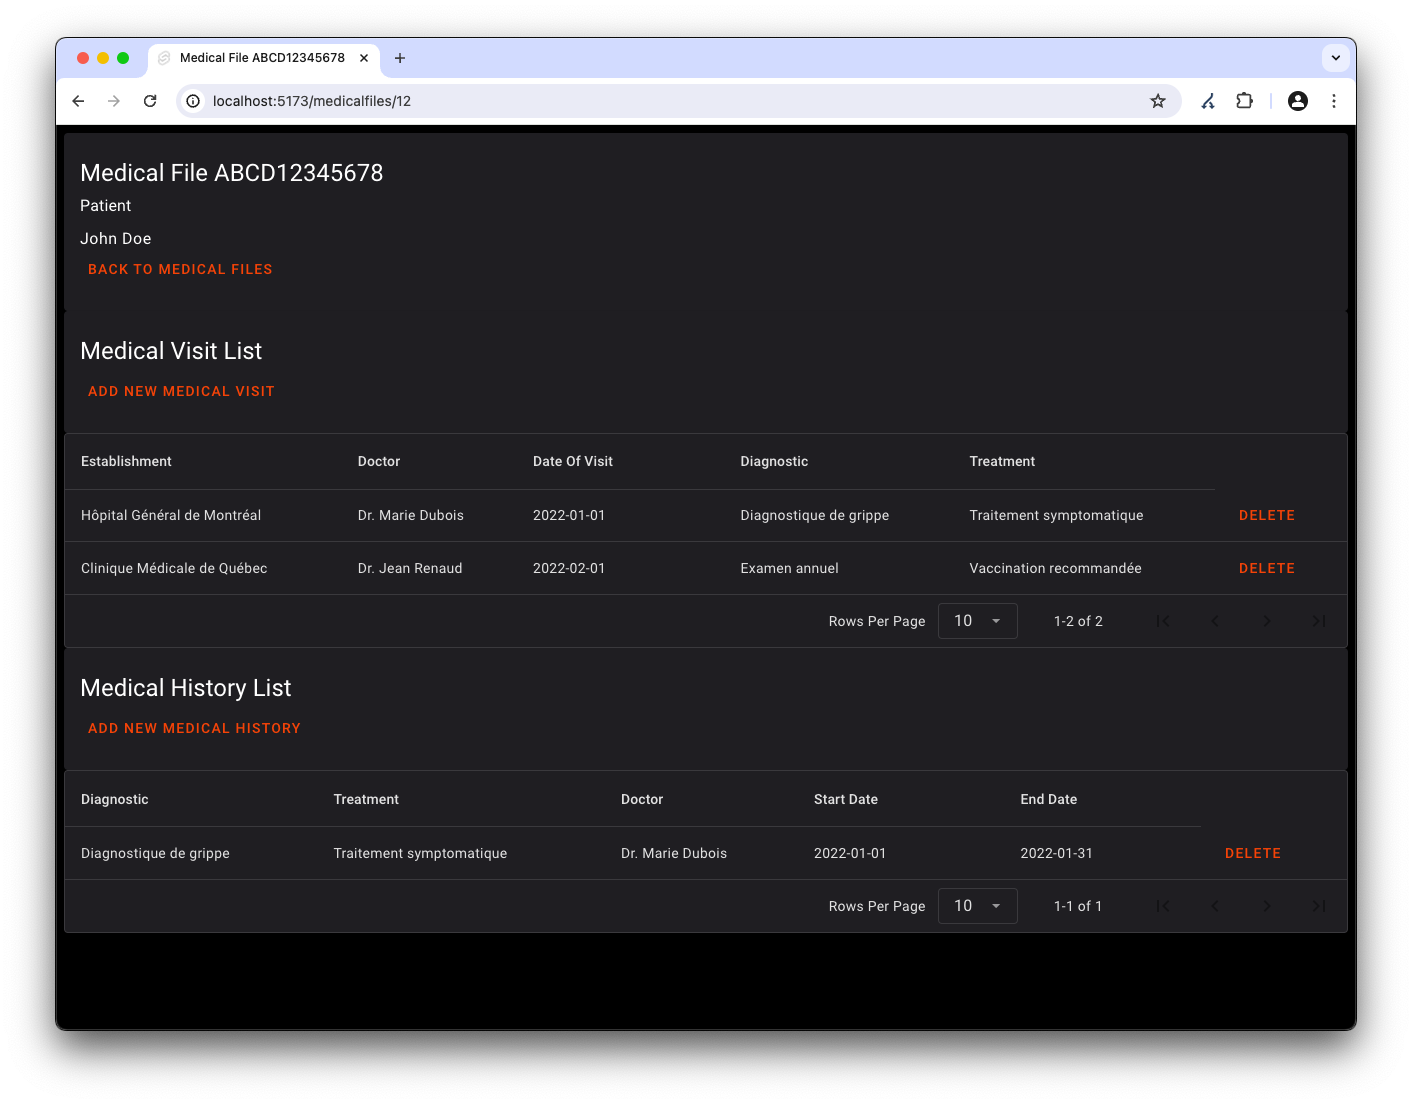 Medical File ABCD12345678
localhost:5173/medicalfiles/12
Medical File ABCD12345678
Patient
John Doe
BACK TO MEDICAL FILES
Medical Visit List
ADD NEW MEDICAL VISIT
Establishment Doctor Date Of Visit Diagnostic Treatment
Hôpital Général de Montréal Dr. Marie Dubois 2022-01-01 Diagnostique de grippe Traitement symptomatique DELETE
Clinique Médicale de Québec Dr. Jean Renaud 2022-02-01 Examen annuel Vaccination recommandée DELETE
Rows Per Page 10 1-2 of 2
Medical History List
ADD NEW MEDICAL HISTORY
Diagnostic Treatment Doctor Start Date End Date
Diagnostique de grippe Traitement symptomatique Dr. Marie Dubois 2022-01-01 2022-01-31 DELETE
Rows Per Page 10 1-1 of 1